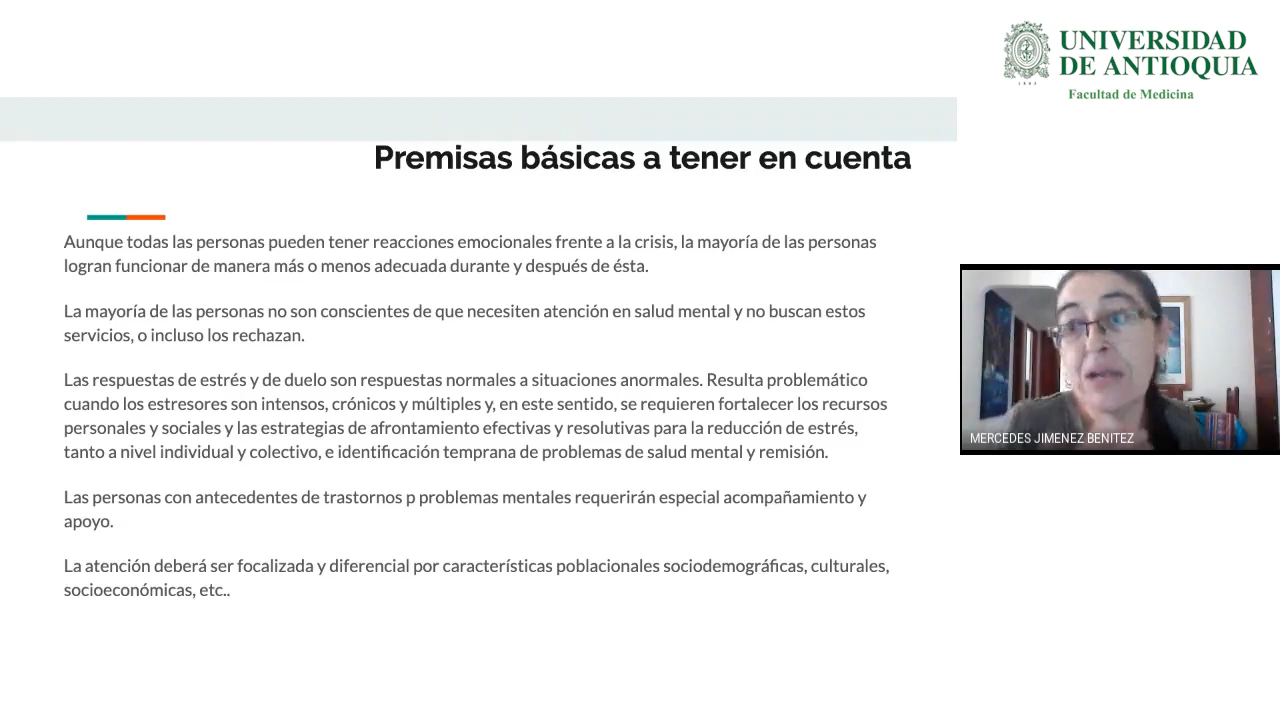 UNIVERSIDAD
DE ANTIOQUIA
1803
Facultad de Medicina
Premisas básicas a tener en cuenta
Aunque todas las personas pueden tener reacciones emocionales frente a la crisis, la mayoría de las personas
logran funcionar de manera más o menos adecuada durante y después de ésta.
La mayoría de las personas no son conscientes de que necesiten atención en salud mental y no buscan estos
servicios, o incluso los rechazan.
Las respuestas de estrés y de duelo son respuestas normales a situaciones anormales. Resulta problemático
cuando los estresores son intensos, crónicos y múltiples y, en este sentido, se requieren fortalecer los recursos
personales y sociales y las estrategias de afrontamiento efectivas y resolutivas para la reducción de estrés,
tanto a nivel individual y colectivo, e identificación temprana de problemas de salud mental y remisión.
Las personas con antecedentes de trastornos p problemas mentales requerirán especial acompañamiento y
apoyo.
La atención deberá ser focalizada y diferencial por características poblacionales sociodemográficas, culturales,
socioeconómicas, etc..
MERCEDES JIMENEZ BENITEZ